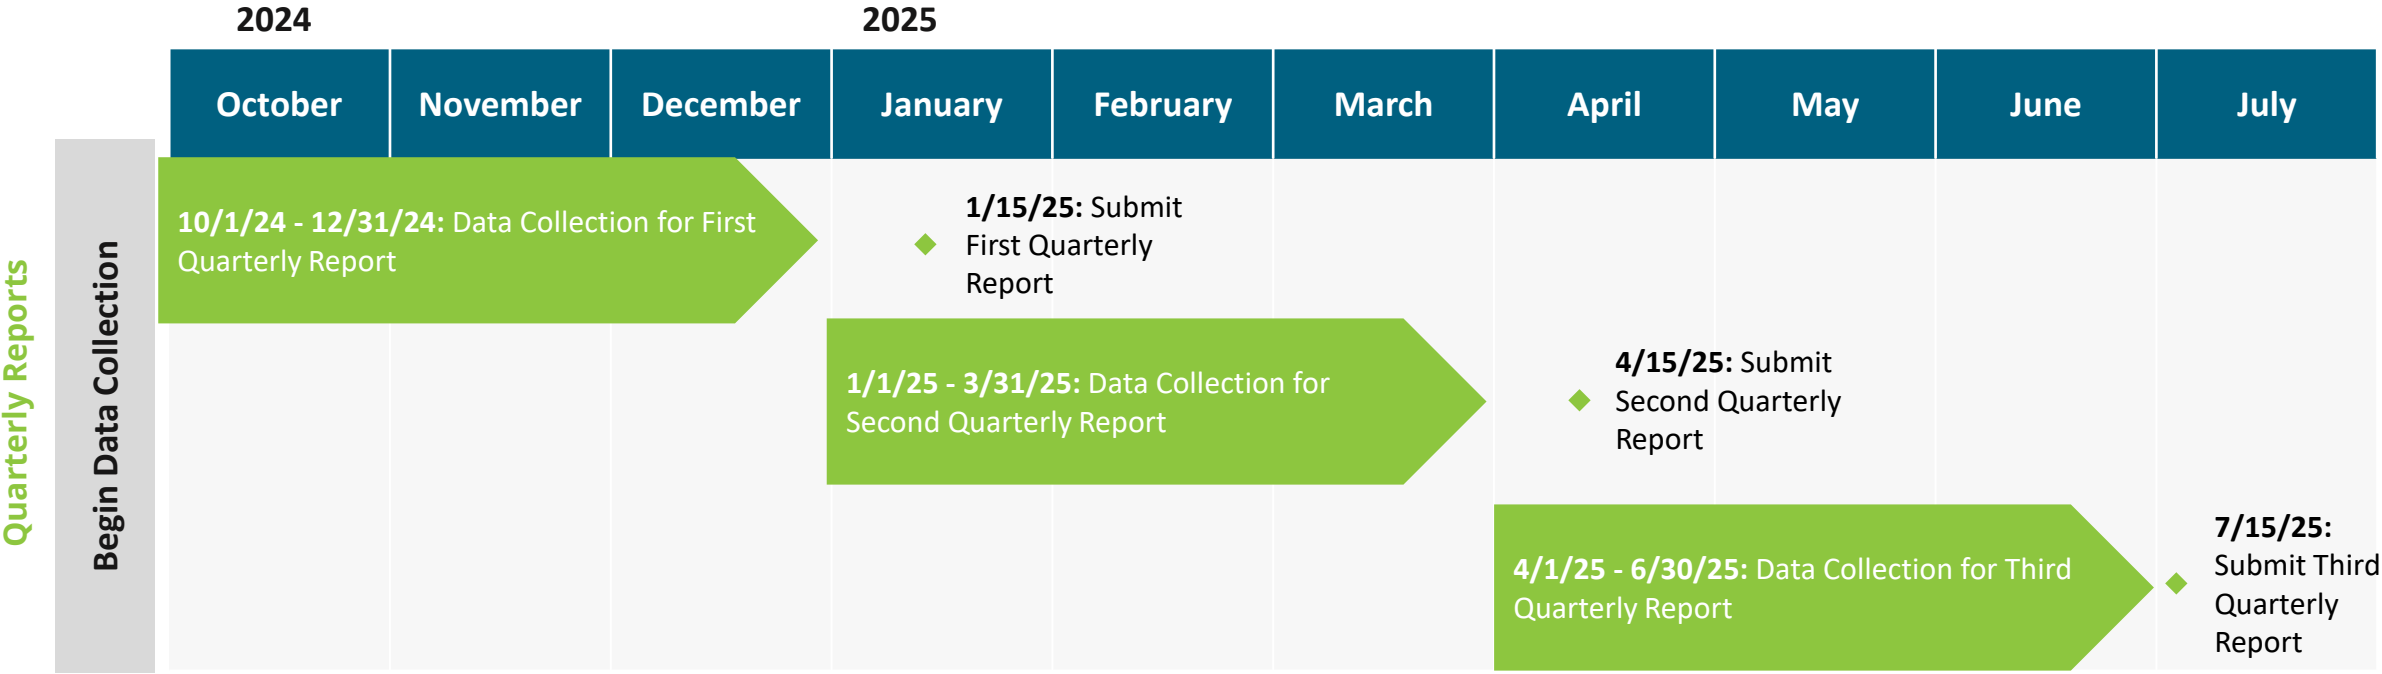 2024
2025
October
November
December
January
February
March
April
May
June
July
Quarterly Reports
Begin Data Collection
10/1/24 - 12/31/24: Data Collection for First
Quarterly Report
1/15/25: Submit
First Quarterly
Report
1/1/25 - 3/31/25: Data Collection for
Second Quarterly Report
4/15/25: Submit
Second Quarterly
Report
4/1/25 - 6/30/25: Data Collection for Third
Quarterly Report
7/15/25:
Submit Third
Quarterly
Report